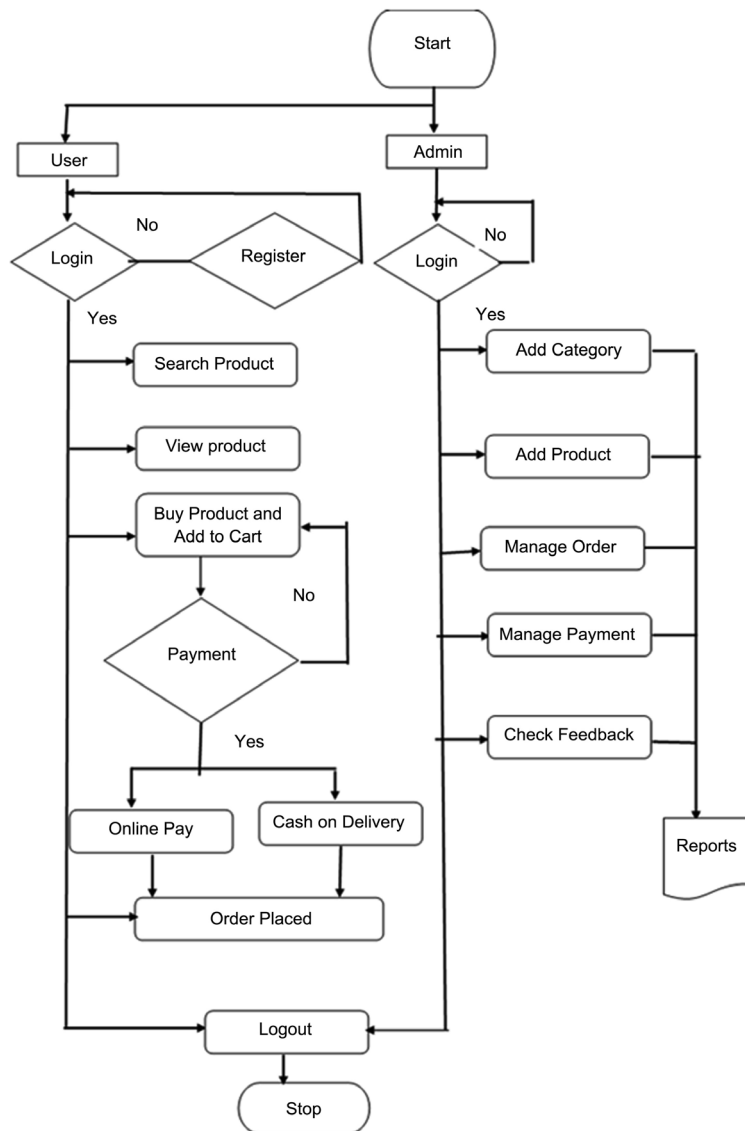 Start
User
Admin
No
Login
Register
No
Login
Yes
Yes
Search Product
Add Category
View product
Add Product
Buy Product and
Add to Cart
Manage Order
No
Payment
Manage Payment
Yes
Check Feedback
Online Pay
Cash on Delivery
Reports
Order Placed
Logout
Stop